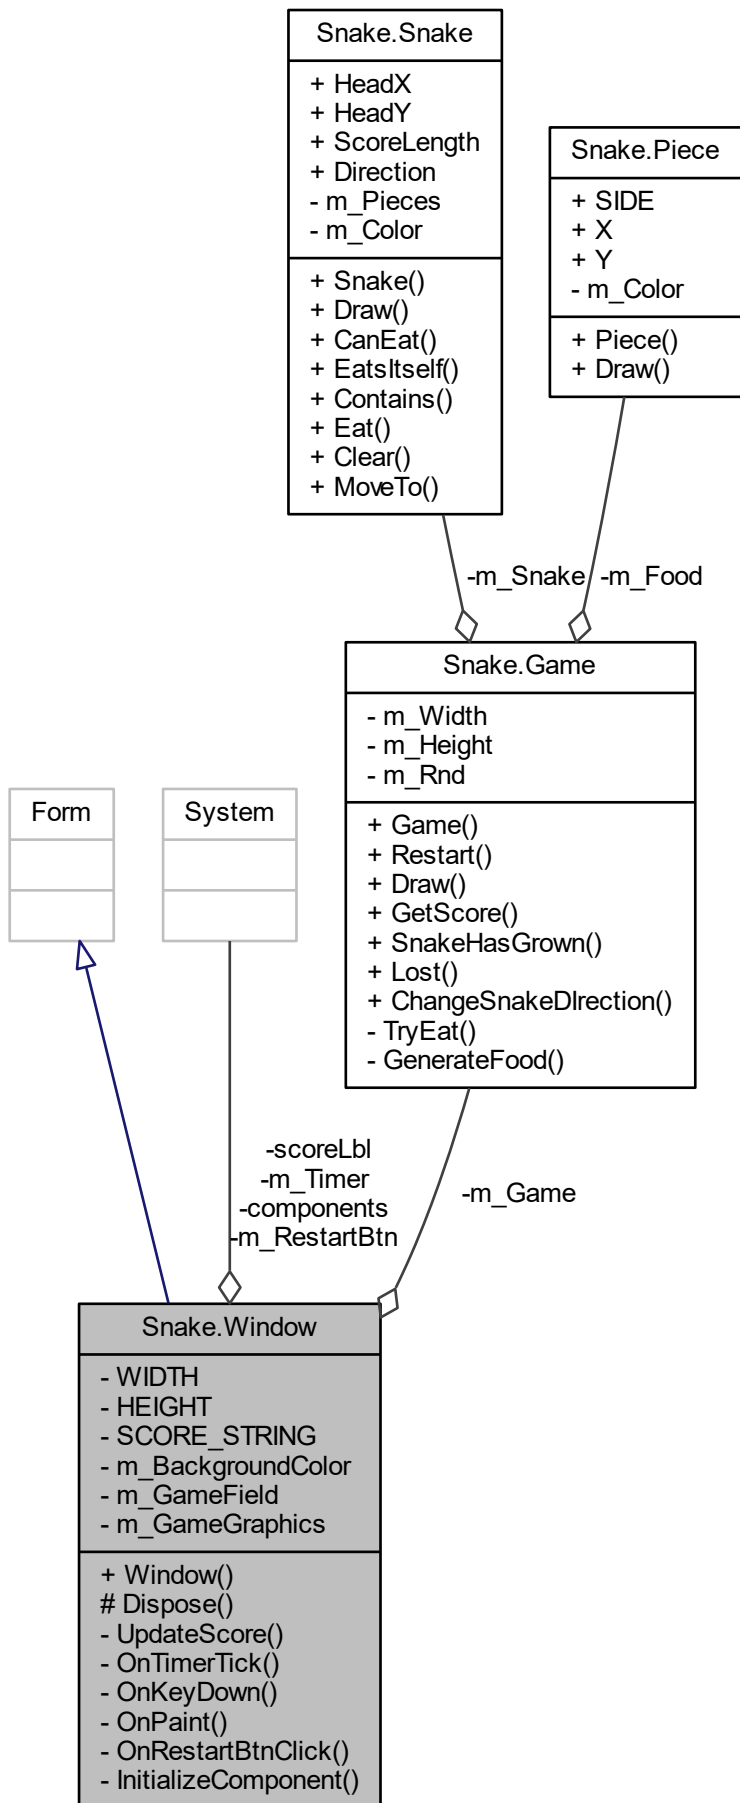 Snake.Snake
+ HeadX
+ HeadY
+ ScoreLength
+ Direction
- m_Pieces
- m_Color
+ Snake()
+ Draw()
+ CanEat()
+ EatsItself()
+ Contains()
+ Eat()
+ Clear()
+ MoveTo()
Snake.Piece
+ SIDE
+ X
+ Y
- m_Color
+ Piece()
+ Draw()
-m_Snake
-m_Food
Snake.Game
- m_Width
- m_Height
- m_Rnd
+ Game()
+ Restart()
+ Draw()
+ GetScore()
+ SnakeHasGrown()
+ Lost()
+ ChangeSnakeDIrection()
- TryEat()
- GenerateFood()
Form
System
-scoreLbl
-m_Timer
-components
-m_RestartBtn
-m_Game
Snake.Window
- WIDTH
- HEIGHT
- SCORE_STRING
- m_BackgroundColor
- m_GameField
- m_GameGraphics
+ Window()
# Dispose()
- UpdateScore()
- OnTimerTick()
- OnKeyDown()
- OnPaint()
- OnRestartBtnClick()
- InitializeComponent()